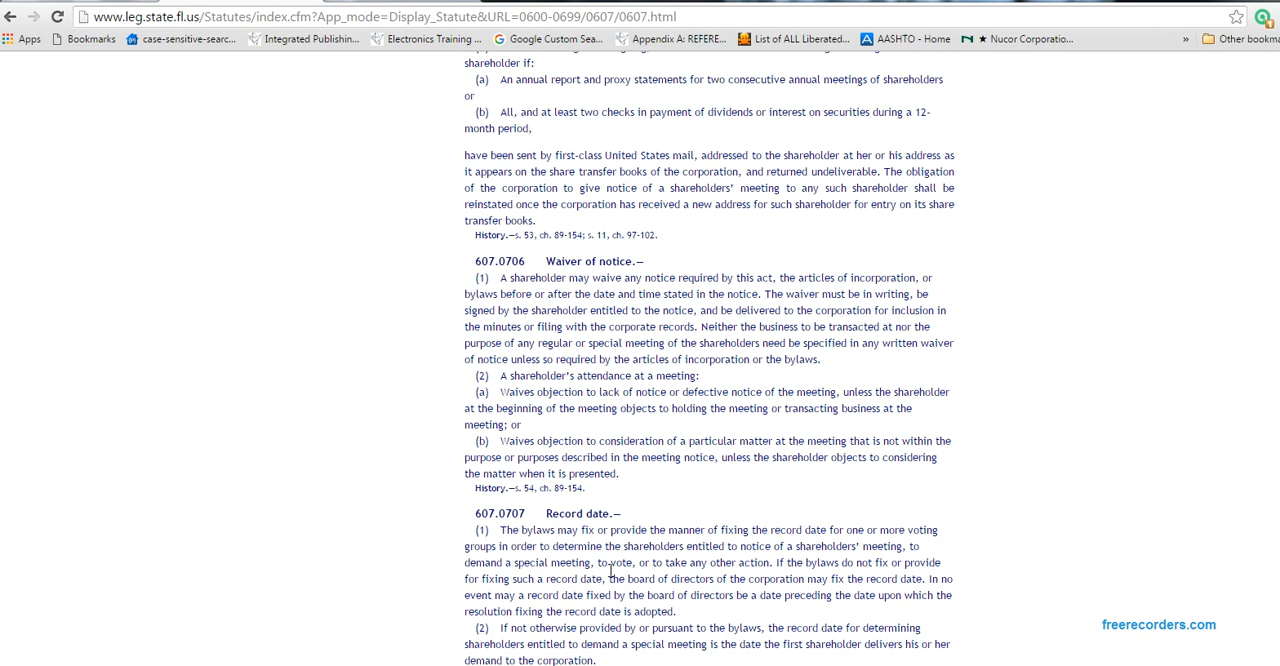 www.leg.state.fl.us/Statutes/index.cfm?App_mode=Display_Statute&URL=0600-0699/0607/0607.html
Apps Bookmarks case-sensitive-searc... Integrated Publishin... Electronics Training ... Google Custom Sea... Appendix A: REFERE... List of ALL Liberated... AASHTO - Home ★ Nucor Corporatio... » Other bookma
shareholder if:
(a) An annual report and proxy statements for two consecutive annual meetings of shareholders
or
(b) All, and at least two checks in payment of dividends or interest on securities during a 12-
month period,
have been sent by first-class United States mail, addressed to the shareholder at her or his address as
it appears on the share transfer books of the corporation, and returned undeliverable. The obligation
of the corporation to give notice of a shareholders’ meeting to any such shareholder shall be
reinstated once the corporation has received a new address for such shareholder for entry on its share
transfer books.
History.—s. 53, ch. 89-154; s. 11, ch. 97-102.
607.0706 Waiver of notice.—
(1) A shareholder may waive any notice required by this act, the articles of incorporation, or
bylaws before or after the date and time stated in the notice. The waiver must be in writing, be
signed by the shareholder entitled to the notice, and be delivered to the corporation for inclusion in
the minutes or filing with the corporate records. Neither the business to be transacted at nor the
purpose of any regular or special meeting of the shareholders need be specified in any written waiver
of notice unless so required by the articles of incorporation or the bylaws.
(2) A shareholder’s attendance at a meeting:
(a) Waives objection to lack of notice or defective notice of the meeting, unless the shareholder
at the beginning of the meeting objects to holding the meeting or transacting business at the
meeting; or
(b) Waives objection to consideration of a particular matter at the meeting that is not within the
purpose or purposes described in the meeting notice, unless the shareholder objects to considering
the matter when it is presented.
History.—s. 54, ch. 89-154.
607.0707 Record date.—
(1) The bylaws may fix or provide the manner of fixing the record date for one or more voting
groups in order to determine the shareholders entitled to notice of a shareholders’ meeting, to
demand a special meeting, to vote, or to take any other action. If the bylaws do not fix or provide
for fixing such a record date, the board of directors of the corporation may fix the record date. In no
event may a record date fixed by the board of directors be a date preceding the date upon which the
resolution fixing the record date is adopted.
(2) If not otherwise provided by or pursuant to the bylaws, the record date for determining
shareholders entitled to demand a special meeting is the date the first shareholder delivers his or her
demand to the corporation.
freerecorders.com